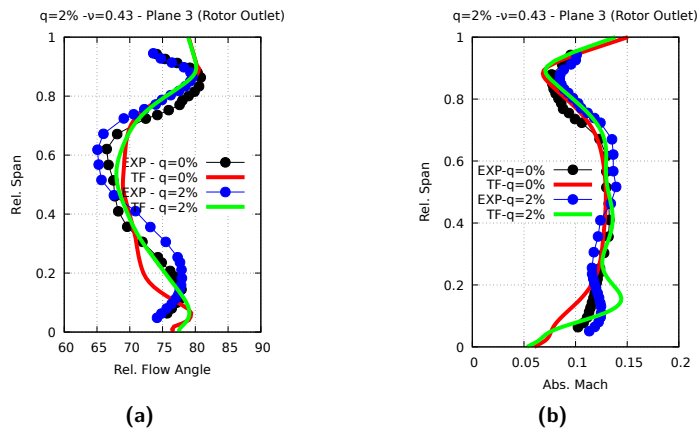 q=2% -ν=0.43 - Plane 3 (Rotor Outlet)
1
0.8
0.6
0.4
0.2
0
Rel. Span
EXP - q=0%
TF - q=0%
EXP - q=2%
TF - q=2%
60 65 70 75 80 85 90
Rel. Flow Angle
(a)
q=2% -ν=0.43 - Plane 3 (Rotor Outlet)
1
0.8
0.6
0.4
0.2
0
Rel. Span
EXP-q=0%
TF-q=0%
EXP-q=2%
TF-q=2%
0 0.05 0.1 0.15 0.2
Abs. Mach
(b)